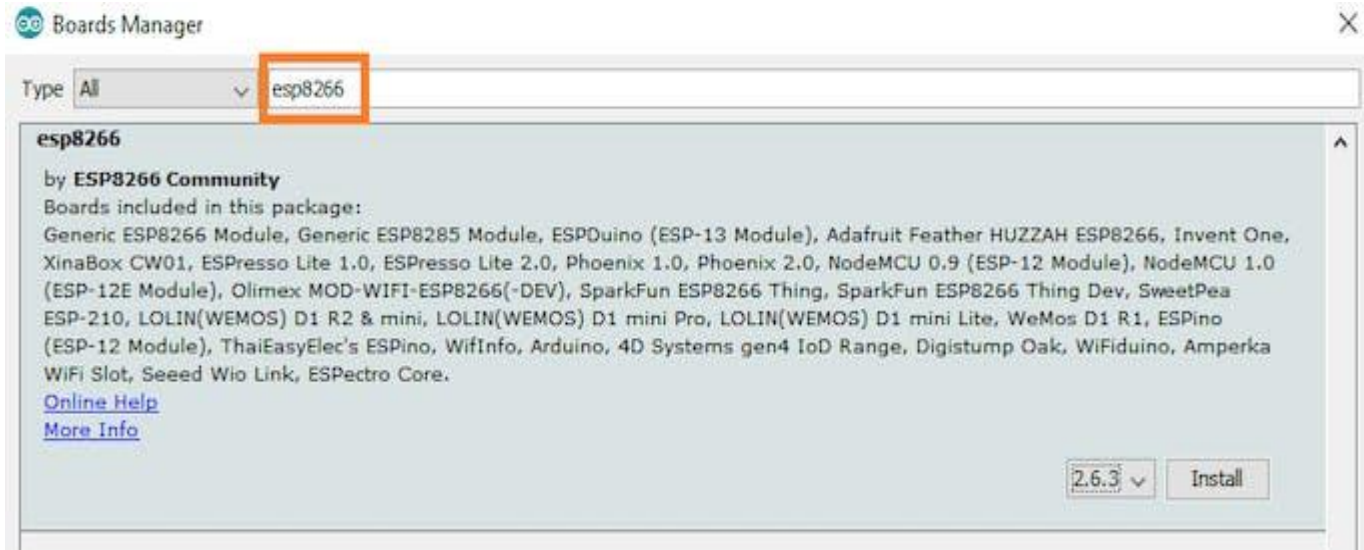 Boards Manager
Type All esp8266
esp8266
by ESP8266 Community
Boards included in this package:
Generic ESP8266 Module, Generic ESP8285 Module, ESPDuino (ESP-13 Module), Adafruit Feather HUZZAH ESP8266, Invent One,
XinaBox CW01, ESPresso Lite 1.0, ESPresso Lite 2.0, Phoenix 1.0, Phoenix 2.0, NodeMCU 0.9 (ESP-12 Module), NodeMCU 1.0
(ESP-12E Module), Olimex MOD-WIFI-ESP8266(-DEV), SparkFun ESP8266 Thing, SparkFun ESP8266 Thing Dev, SweetPea
ESP-210, LOLIN(WEMOS) D1 R2 & mini, LOLIN(WEMOS) D1 mini Pro, LOLIN(WEMOS) D1 mini Lite, WeMos D1 R1, ESPino
(ESP-12 Module), ThaiEasyElec's ESPino, WifInfo, Arduino, 4D Systems gen4 IoD Range, Digistump Oak, WiFiduino, Amperka
WiFi Slot, Seeed Wio Link, ESPectro Core.
Online Help
More Info
2.6.3 Install